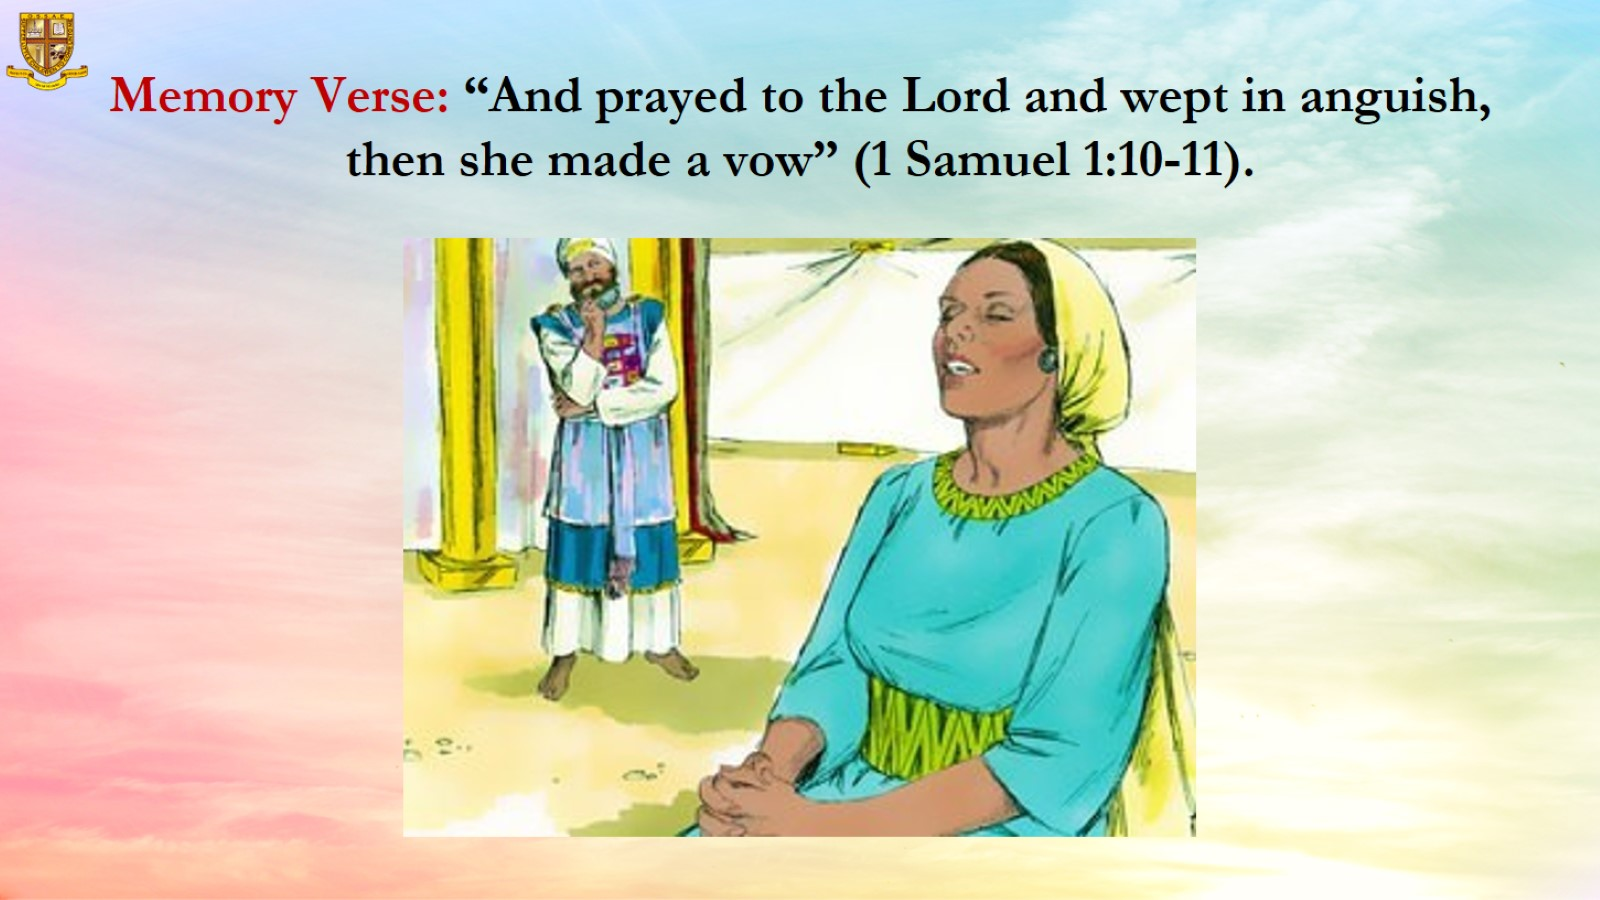 Memory Verse: “And prayed to the Lord and wept in anguish,
then she made a vow” (1 Samuel 1:10-11).